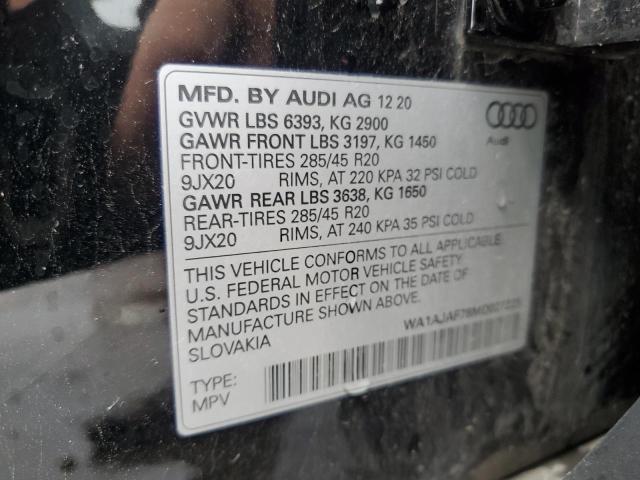 MFD. BY AUDI AG 12 20
GVWR LBS 6393, KG 2900
GAWR FRONT LBS 3197, KG 1450
FRONT-TIRES 285/45 R20
9JX20 RIMS, AT 220 KPA 32 PSI COLD
GAWR REAR LBS 3638, KG 1650
REAR-TIRES 285/45 R20
9JX20 RIMS, AT 240 KPA 35 PSI COLD
Audi
THIS VEHICLE CONFORMS TO ALL APPLICABLE
U.S. FEDERAL MOTOR VEHICLE SAFETY
STANDARDS IN EFFECT ON THE DATE OF
MANUFACTURE SHOWN ABOVE.
SLOVAKIA
TYPE:
MPV